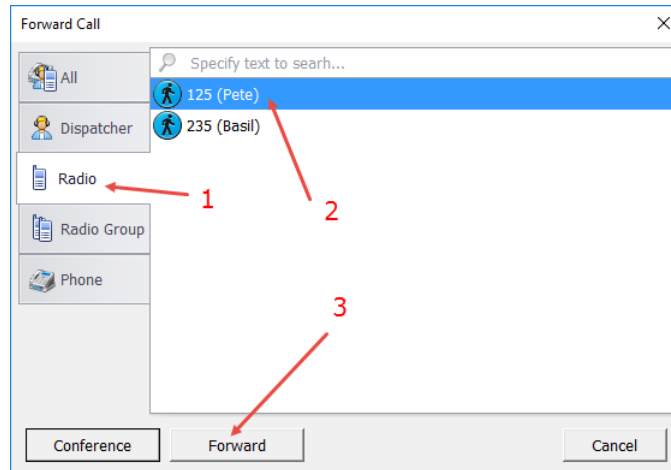 Forward Call
All
Dispatcher
Radio
Radio Group
Phone
Specify text to searh...
125 (Pete)
235 (Basil)
1
2
3
Conference
Forward
Cancel